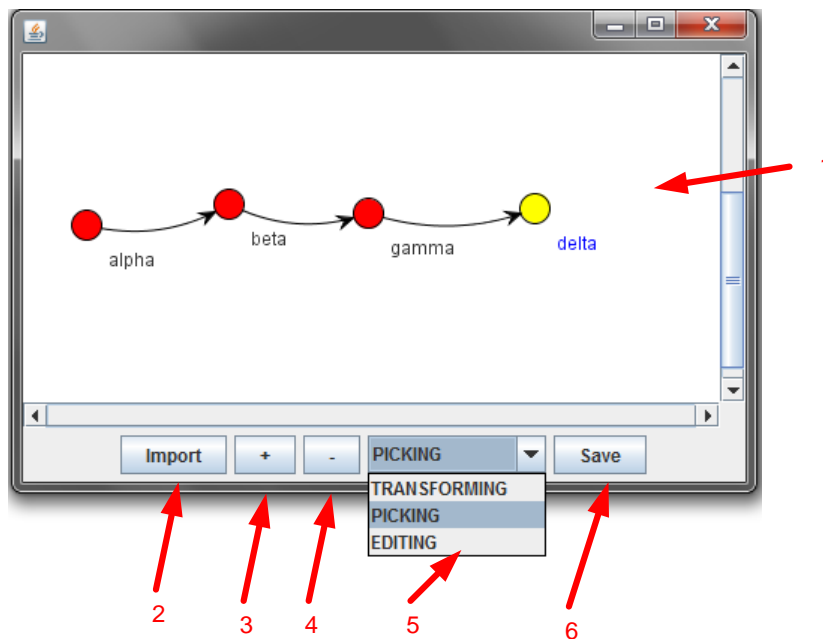 alpha
beta
gamma
delta
Import
+
-
PICKING
Save
TRANSFORMING
PICKING
EDITING
2
3
4
5
6